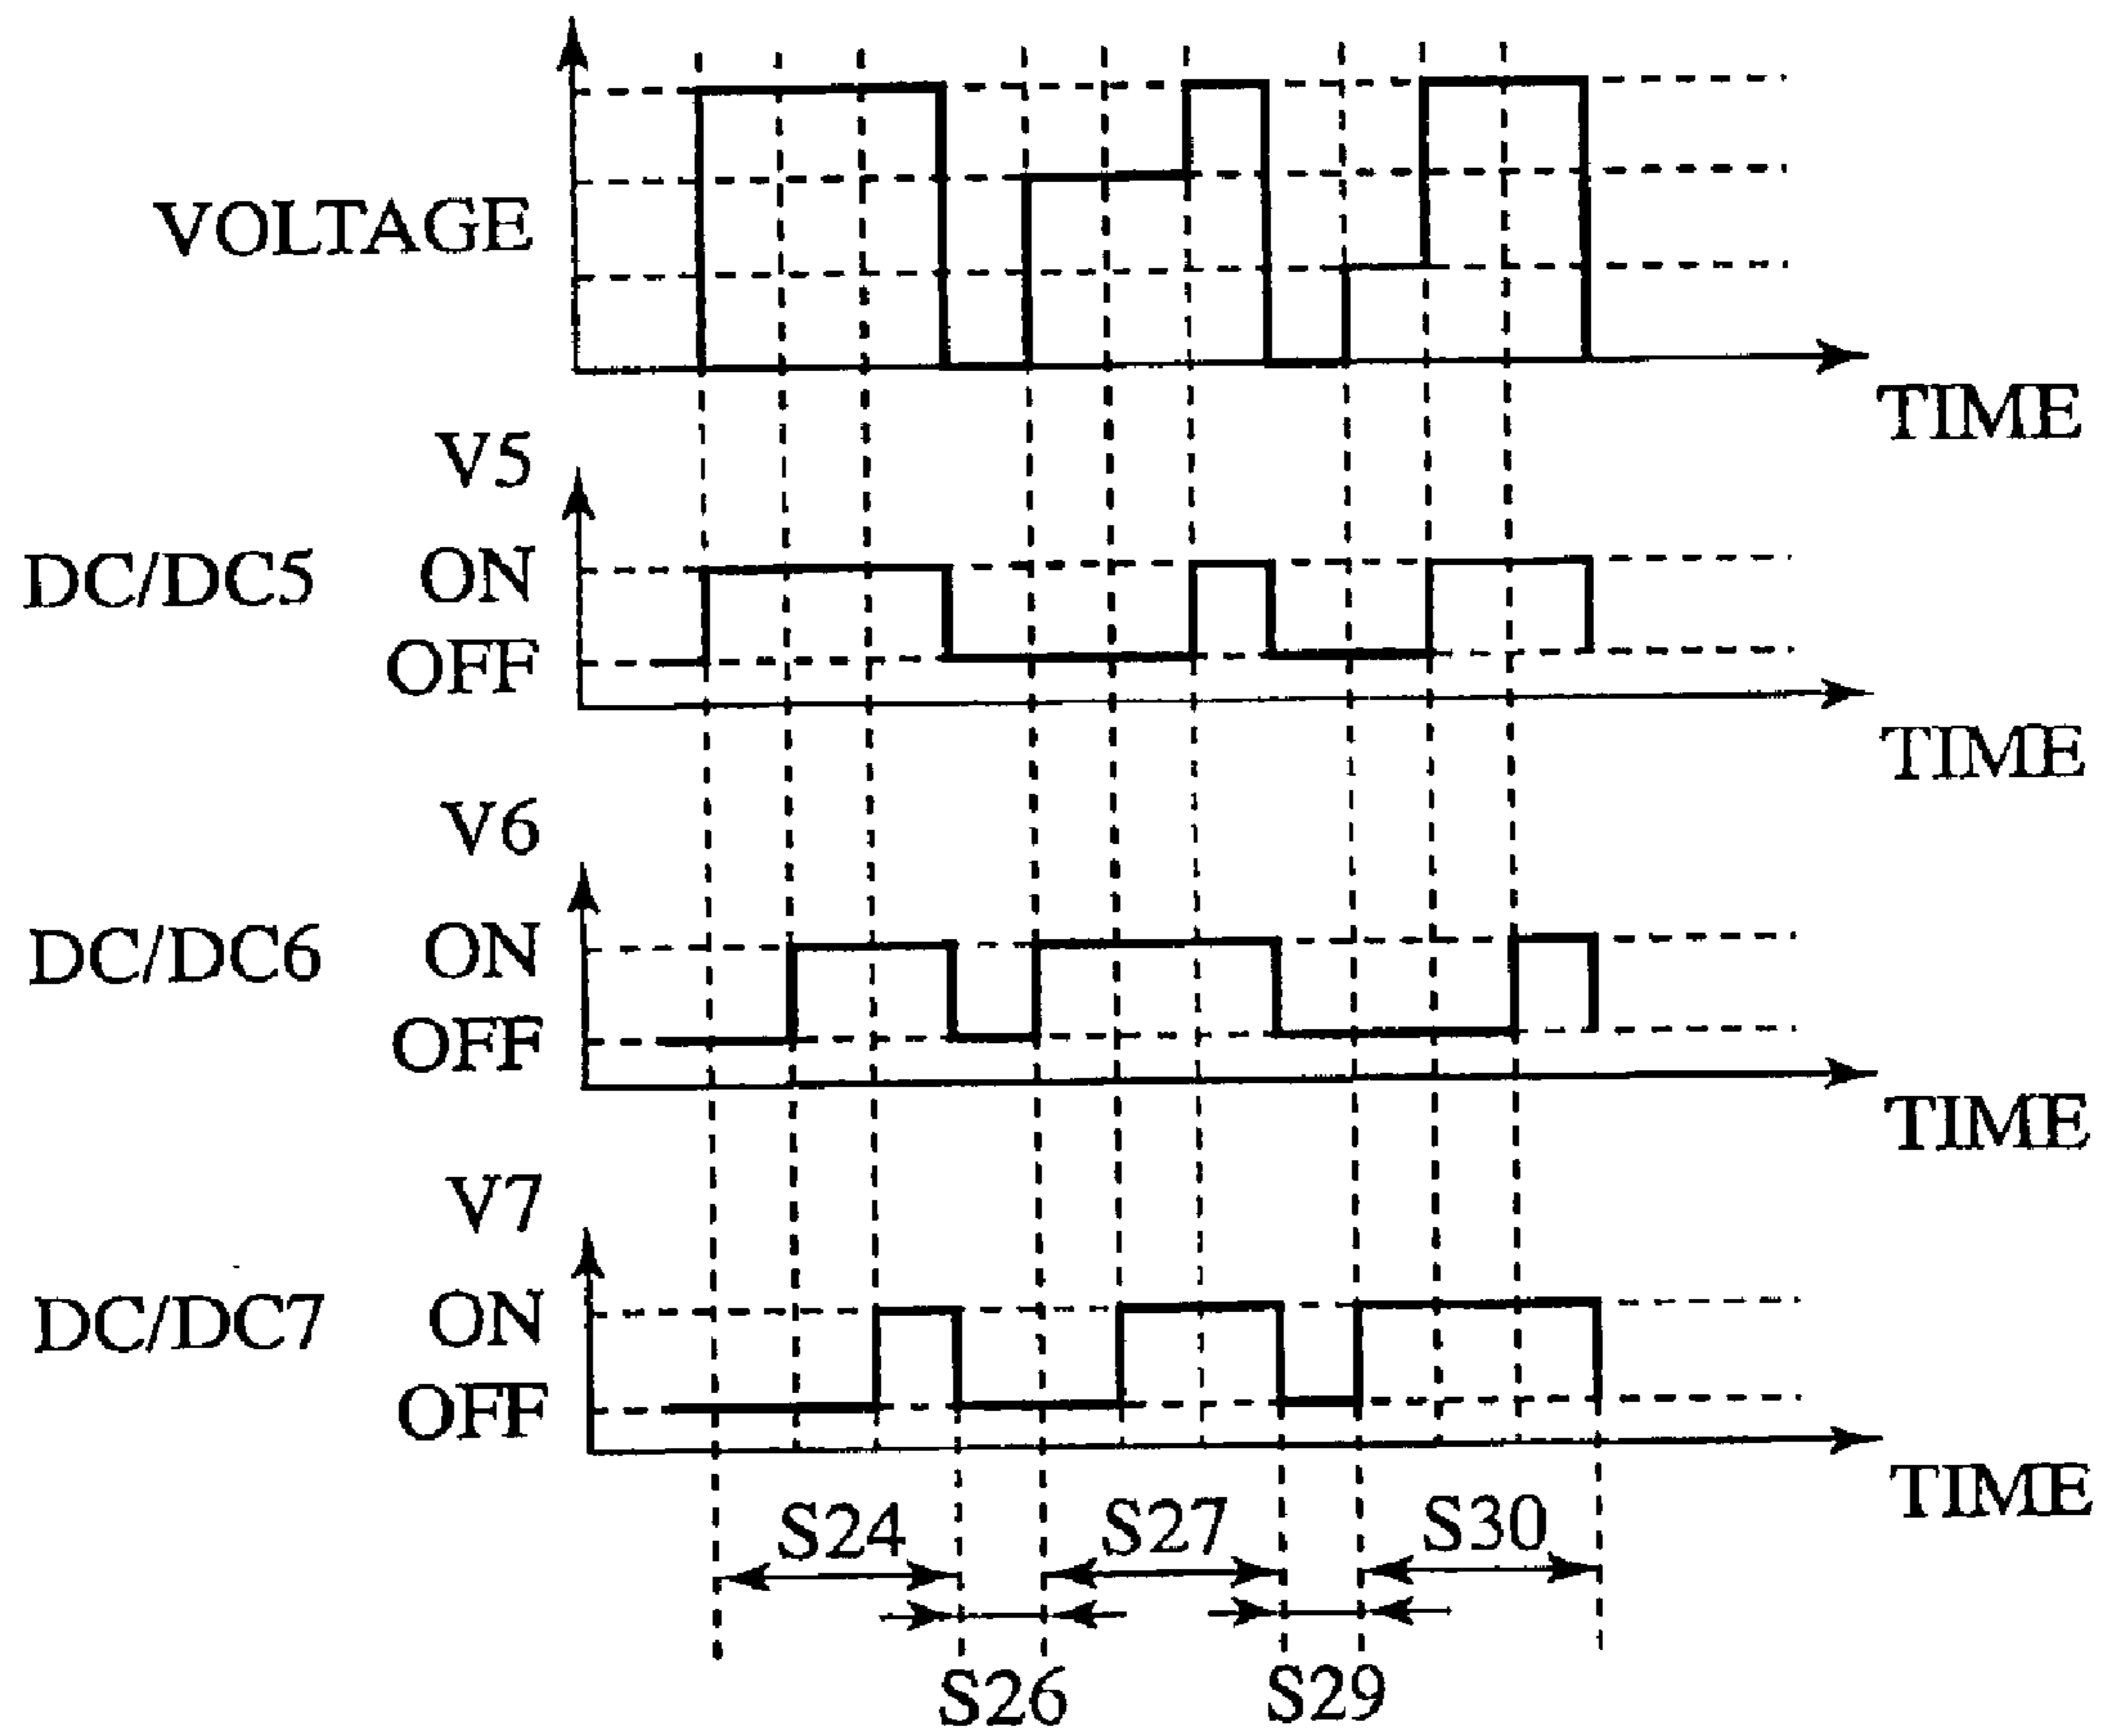 VOLTAGE
TIME
V5
DC/DC5 ON
OFF
TIME
V6
DC/DC6 ON
OFF
TIME
V7
DC/DC7 ON
OFF
TIME
S24 S27 S30
S26 S29